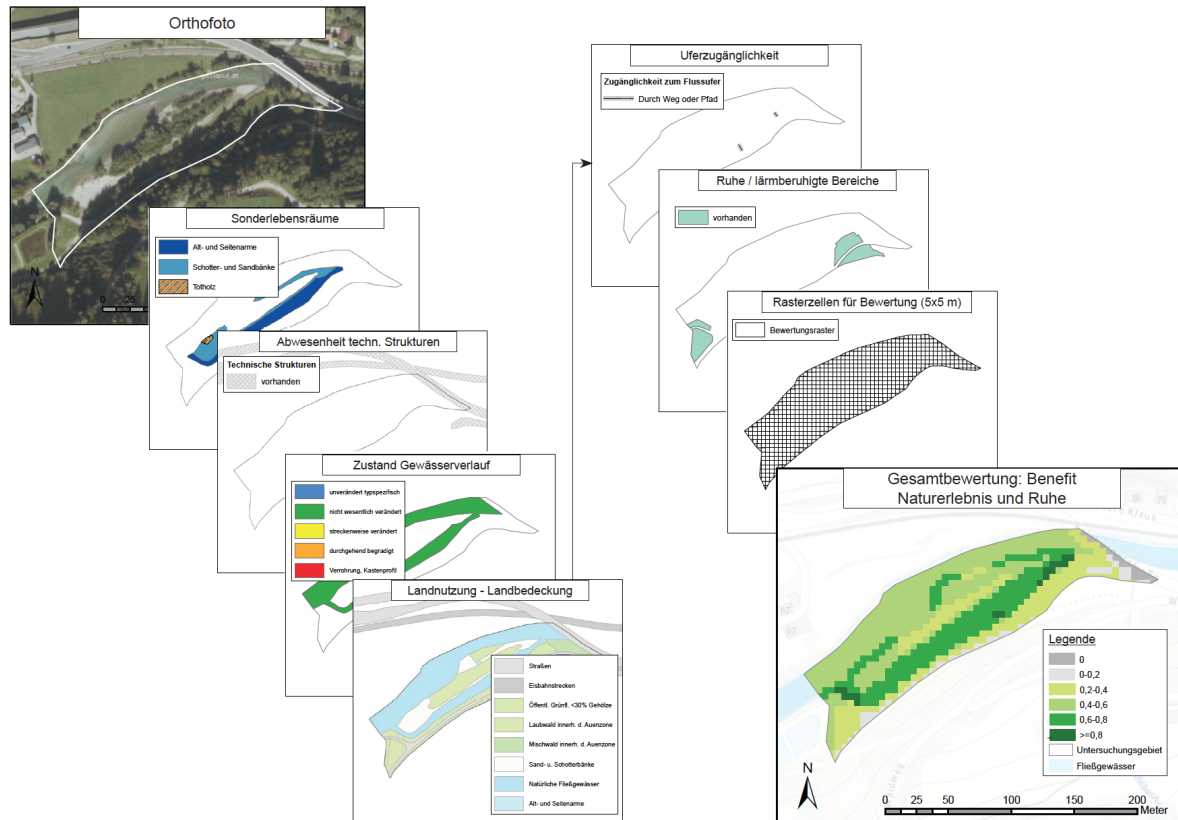 Orthofoto
N
0
25
Sonderlebensräume
Alt- und Seitenarme
Schotter- und Sandbänke
Totholz
Abwesenheit techn. Strukturen
Technische Strukturen
vorhanden
Zustand Gewässerverlauf
unverändert typspezifisch
nicht wesentlich verändert
streckenweise verändert
durchgehend begradigt
Verrohrung, Kastenprofil
Landnutzung - Landbedeckung
Straßen
Eisbahnstrecken
Öffentl. Grünfl. <30% Gehölze
Laubwald innerh. d. Auenzone
Mischwald innerh. d. Auenzone
Sand- u. Schotterbänke
Natürliche Fließgewässer
Alt- und Seitenarme
Uferzugänglichkeit
Zugänglichkeit zum Flussufer
Durch Weg oder Pfad
Ruhe / lärmberuhigte Bereiche
vorhanden
Rasterzellen für Bewertung (5x5 m)
Bewertungsraster
Gesamtbewertung: Benefit
Naturerlebnis und Ruhe
Klaus
97
Legende
0
0-0,2
0,2-0,4
0,4-0,6
0,6-0,8
>=0,8
Untersuchungsgebiet
Fließgewässer
N
0 25 50 100 150 200
Meter